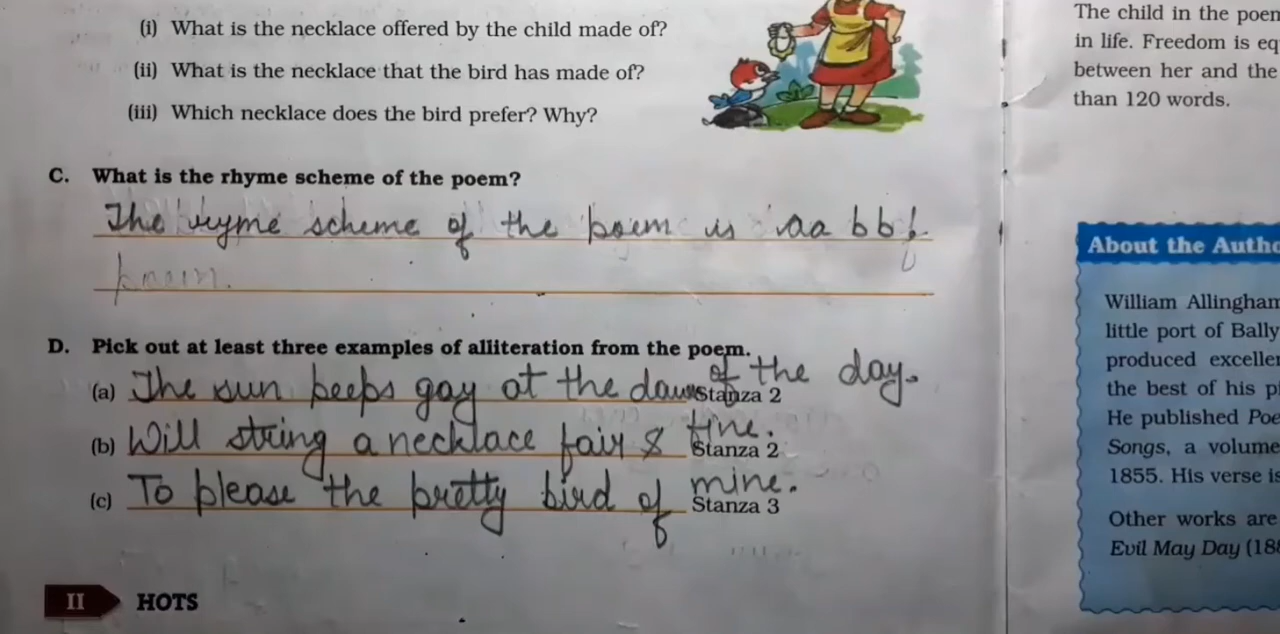 (i) What is the necklace offered by the child made of?
(ii) What is the necklace that the bird has made of?
(iii) Which necklace does the bird prefer? Why?
The child in the poem
in life. Freedom is eq
between her and the
than 120 words.
C. What is the rhyme scheme of the poem?
The ryme scheme of the poem is aa bb
poem.
D. Pick out at least three examples of alliteration from the poem.
(a) The sun peeps gay at the dawn of the day. Stanza 2
(b) Will string a necklace fair & fine. Stanza 2
(c) To please the pretty bird of mine. Stanza 3
II HOTS
About the Autho
William Allingham
little port of Bally
produced excellen
the best of his p
He published Poe
Songs, a volume
1855. His verse is
Other works are
Evil May Day (18